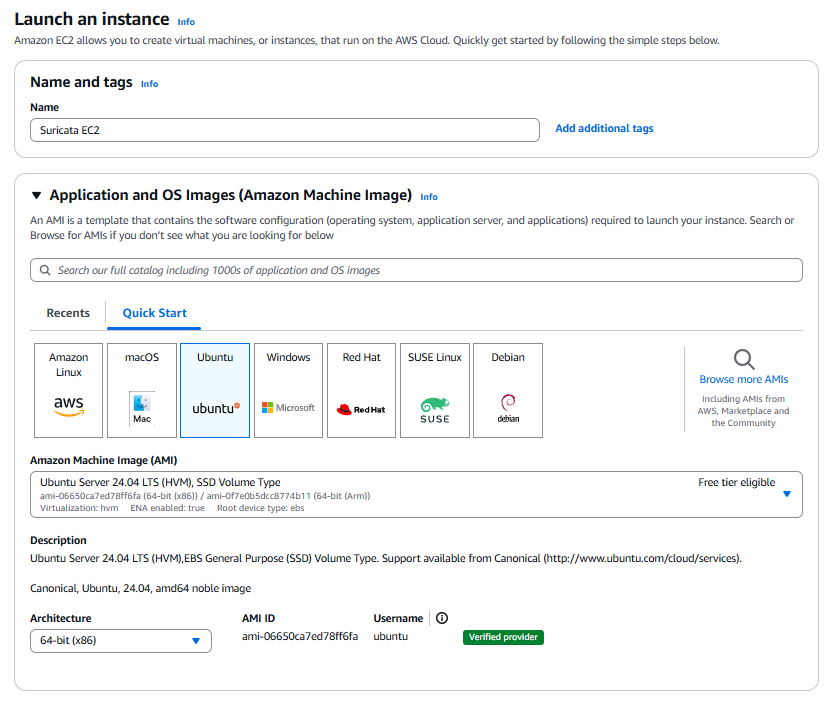 Launch an instance Info
Amazon EC2 allows you to create virtual machines, or instances, that run on the AWS Cloud. Quickly get started by following the simple steps below.
Name and tags Info
Name
Suricata EC2
Add additional tags
Application and OS Images (Amazon Machine Image) Info
An AMI is a template that contains the software configuration (operating system, application server, and applications) required to launch your instance. Search or
Browse for AMIs if you don't see what you are looking for below
Search our full catalog including 1000s of application and OS images
Recents
Quick Start
Amazon
Linux
aws
macOS
Mac
Ubuntu
ubuntu
Windows
Microsoft
Red Hat
Red Hat
SUSE Linux
SUSE
Debian
debian
Browse more AMIs
Including AMIs from
AWS, Marketplace and
the Community
Amazon Machine Image (AMI)
Ubuntu Server 24.04 LTS (HVM), SSD Volume Type
Free tier eligible
ami-06650ca7ed78ff6fa (64-bit (x86)) / ami-0f7e0b5dcc8774b11 (64-bit (Arm))
Virtualization: hvm ENA enabled: true Root device type: ebs
Description
Ubuntu Server 24.04 LTS (HVM),EBS General Purpose (SSD) Volume Type. Support available from Canonical (http://www.ubuntu.com/cloud/services).
Canonical, Ubuntu, 24.04, amd64 noble image
Architecture
64-bit (x86)
AMI ID
ami-06650ca7ed78ff6fa
Username
ubuntu
Verified provider